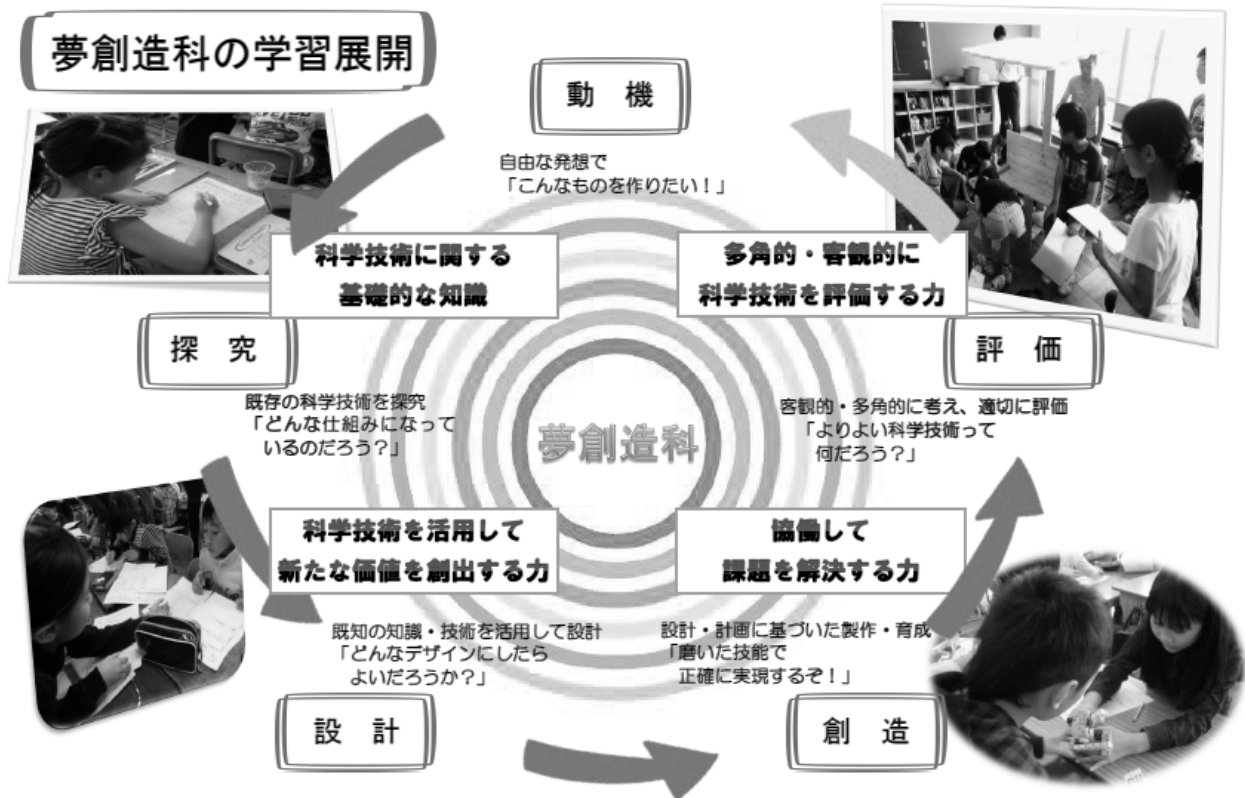 夢創造科の学習展開
動 機
自由な発想で
「こんなものを作りたい！」
科学技術に関する
基礎的な知識
多角的・客観的に
科学技術を評価する力
探 究
既存の科学技術を探究
「どんな仕組みになって
いるのだろう？」
評 価
客観的・多角的に考え、適切に評価
「よりよい科学技術って
何だろう？」
夢創造科
科学技術を活用して
新たな価値を創出する力
協働して
課題を解決する力
既知の知識・技術を活用して設計
「どんなデザインにしたら
よいだろうか？」
設 計
設計・計画に基づいた製作・育成
「磨いた技能で
正確に実現するぞ！」
創 造